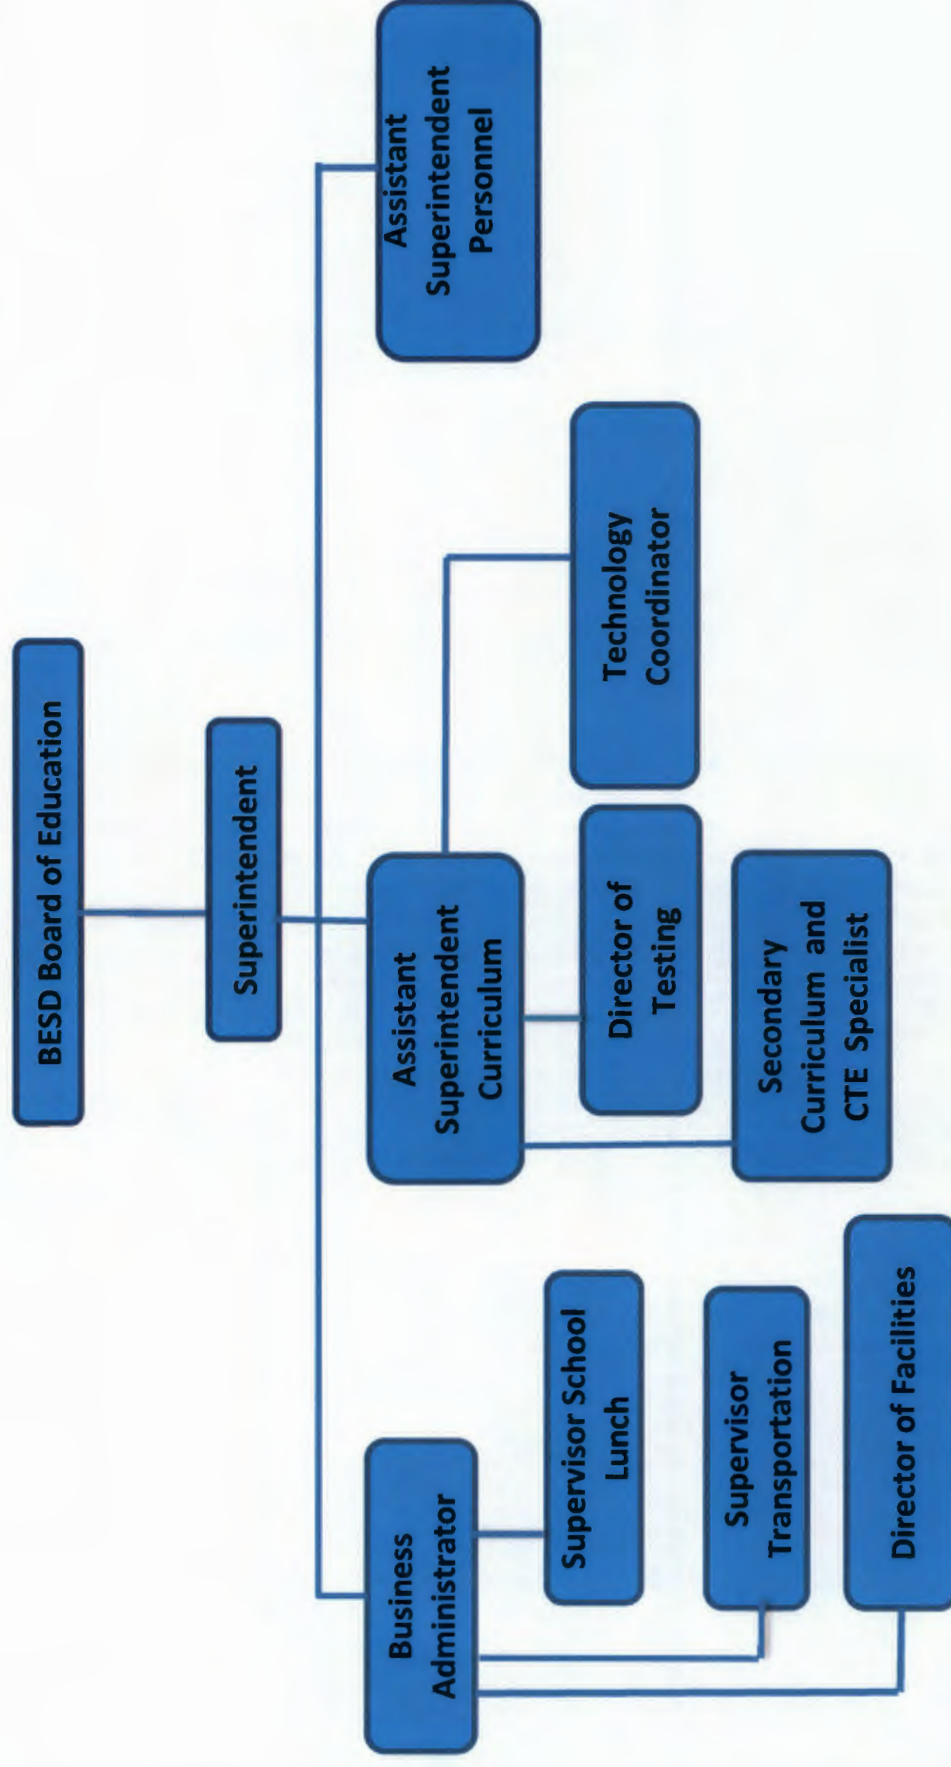 BESD Board of Education
Superintendent
Business
Administrator
Assistant
Superintendent
Curriculum
Assistant
Superintendent
Personnel
Supervisor School
Lunch
Supervisor
Transportation
Director of Facilities
Director of
Testing
Secondary
Curriculum and
CTE Specialist
Technology
Coordinator